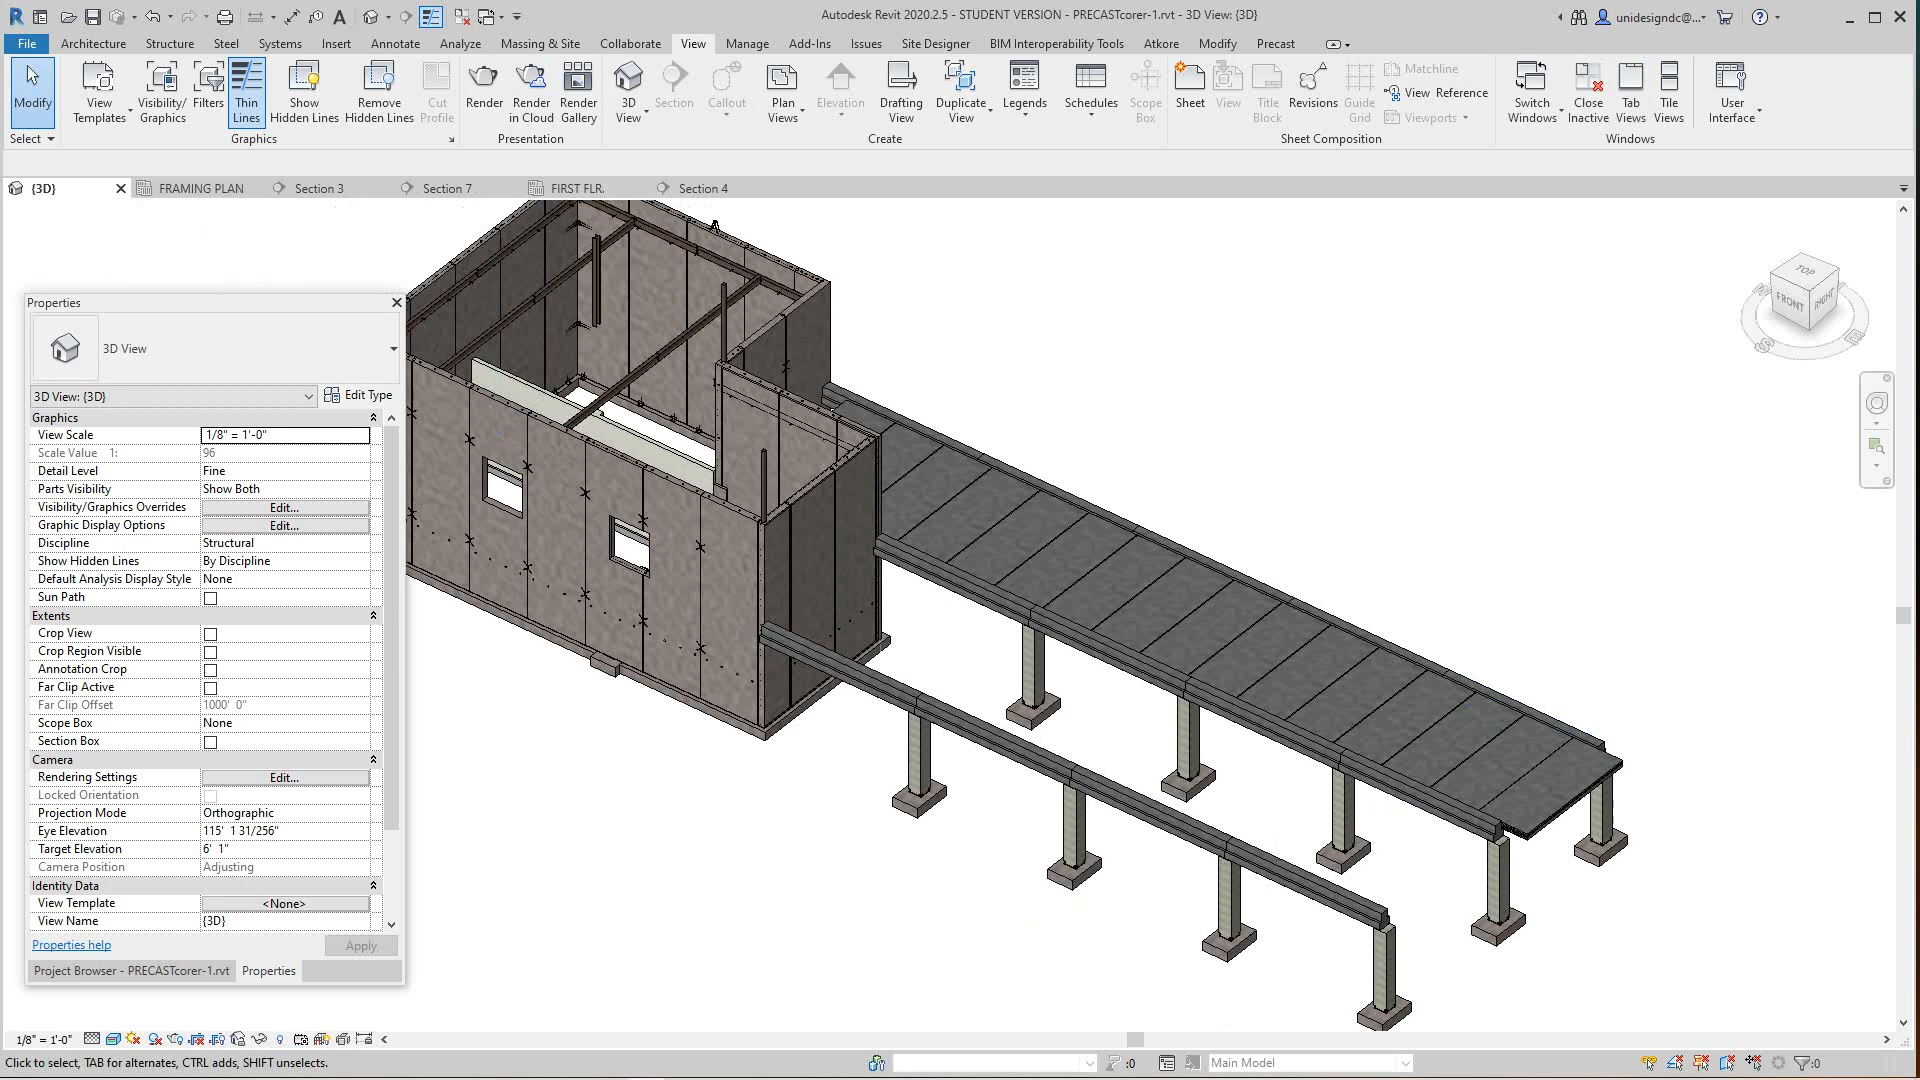 Autodesk Revit 2020.2.5 - STUDENT VERSION - PRECASTcorer-1.rvt - 3D View: {3D}
unidesigndc@...
File Architecture Structure Steel Systems Insert Annotate Analyze Massing & Site Collaborate View Manage Add-Ins Issues Site Designer BIM Interoperability Tools Atkore Modify Precast
Modify
View Templates
Visibility/ Graphics
Filters
Thin Lines
Show Hidden Lines
Remove Hidden Lines
Cut Profile
Render
Render in Cloud
Render Gallery
3D View
Section
Callout
Plan Views
Elevation
Drafting View
Duplicate View
Legends
Schedules
Scope Box
Sheet
View
Title Block
Revisions
Guide Grid
Matchline
View Reference
Viewports
Switch Windows
Close Inactive
Tab Views
Tile Views
User Interface
Select Graphics Presentation Create Sheet Composition Windows
{3D} FRAMING PLAN Section 3 Section 7 FIRST FLR. Section 4
TOP
FRONT RIGHT
Properties
3D View
3D View: {3D} Edit Type
Graphics
View Scale 1/8" = 1'-0"
Scale Value 1: 96
Detail Level Fine
Parts Visibility Show Both
Visibility/Graphics Overrides Edit...
Graphic Display Options Edit...
Discipline Structural
Show Hidden Lines By Discipline
Default Analysis Display Style None
Sun Path
Extents
Crop View
Crop Region Visible
Annotation Crop
Far Clip Active
Far Clip Offset 1000' 0"
Scope Box None
Section Box
Camera
Rendering Settings Edit...
Locked Orientation
Projection Mode Orthographic
Eye Elevation 115' 1 31/256"
Target Elevation 6' 1"
Camera Position Adjusting
Identity Data
View Template <None>
View Name {3D}
Properties help Apply
Project Browser - PRECASTcorer-1.rvt Properties
1/8" = 1'-0"
Click to select, TAB for alternates, CTRL adds, SHIFT unselects. :0 Main Model :0